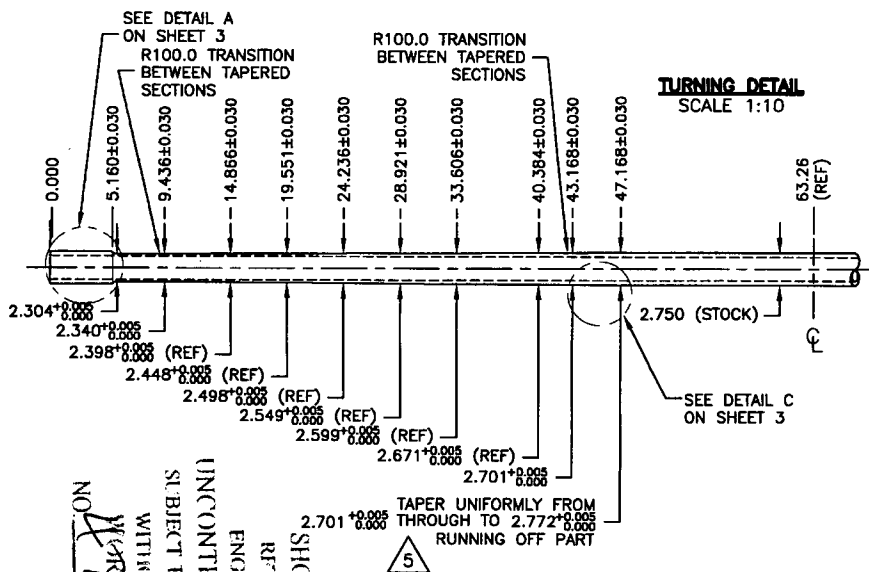 SEE DETAIL A
ON SHEET 3
R100.0 TRANSITION
BETWEEN TAPERED
SECTIONS
R100.0 TRANSITION
BETWEEN TAPERED
SECTIONS
TURNING DETAIL
SCALE 1:10
0.000
5.160±0.030
9.436±0.030
14.866±0.030
19.551±0.030
24.236±0.030
28.921±0.030
33.606±0.030
40.384±0.030
43.168±0.030
47.168±0.030
63.26
(REF)
2.304 +0.005 0.000
2.340 +0.005 0.000
2.398 +0.005 0.000 (REF)
2.448 +0.005 0.000 (REF)
2.498 +0.005 0.000 (REF)
2.549 +0.005 0.000 (REF)
2.599 +0.005 0.000 (REF)
2.671 +0.005 0.000 (REF)
2.701 +0.005 0.000
2.750 (STOCK)
SEE DETAIL C
ON SHEET 3
TAPER UNIFORMLY FROM
2.701 +0.005 0.000 THROUGH TO 2.772 +0.005 0.000
RUNNING OFF PART
5
SHO
ENG
UNCONTE
SUBJECT
NO.